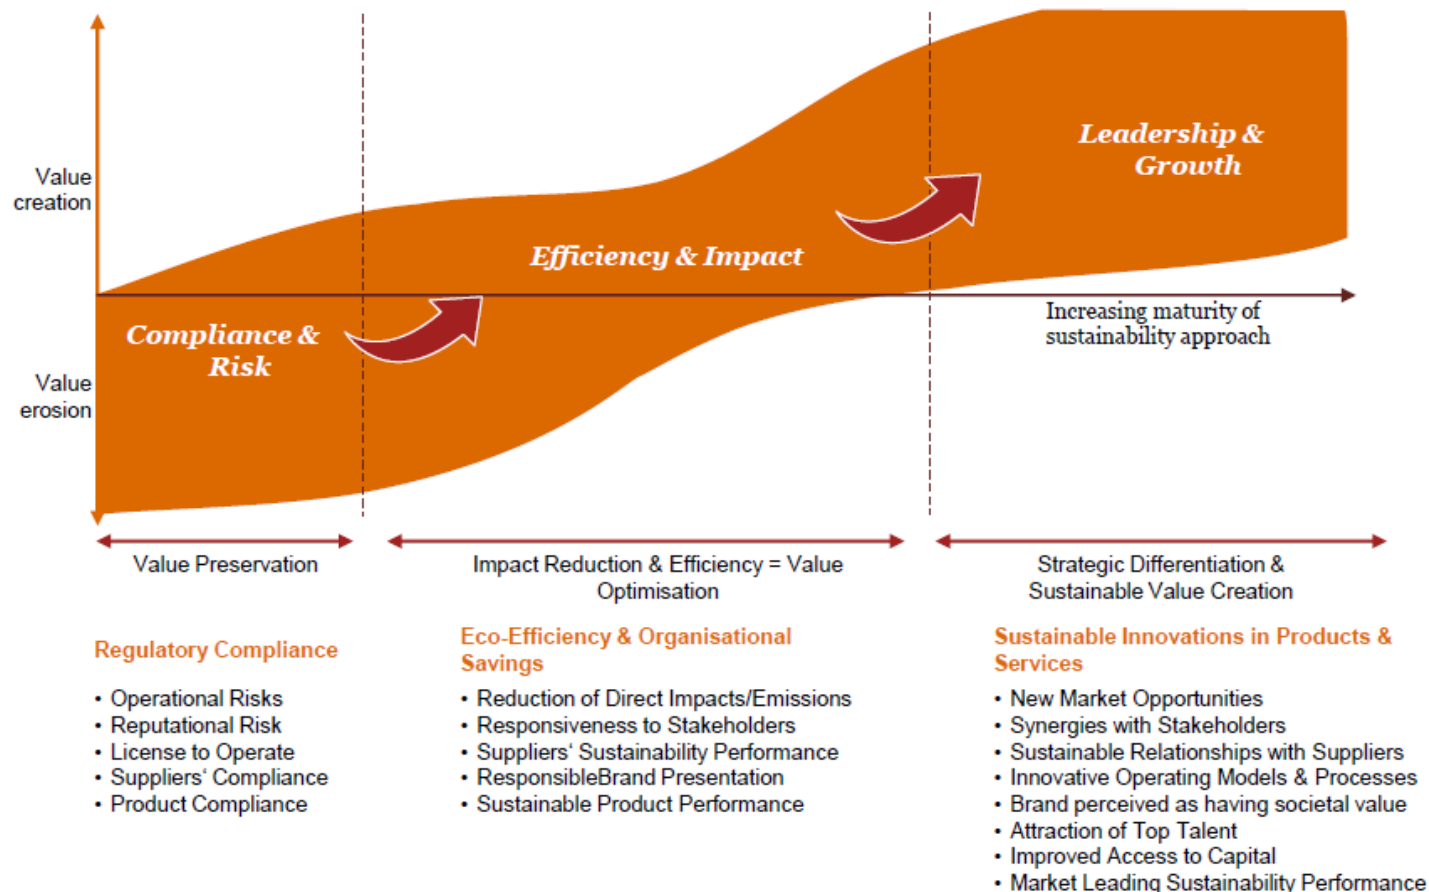 Value
creation
Leadership &
Growth
Efficiency & Impact
Increasing maturity of
sustainability approach
Compliance &
Risk
Value
erosion
Value Preservation
Impact Reduction & Efficiency = Value
Optimisation
Strategic Differentiation &
Sustainable Value Creation
Regulatory Compliance
• Operational Risks
• Reputational Risk
• License to Operate
• Suppliers‘ Compliance
• Product Compliance
Eco-Efficiency & Organisational
Savings
• Reduction of Direct Impacts/Emissions
• Responsiveness to Stakeholders
• Suppliers‘ Sustainability Performance
• ResponsibleBrand Presentation
• Sustainable Product Performance
Sustainable Innovations in Products &
Services
• New Market Opportunities
• Synergies with Stakeholders
• Sustainable Relationships with Suppliers
• Innovative Operating Models & Processes
• Brand perceived as having societal value
• Attraction of Top Talent
• Improved Access to Capital
• Market Leading Sustainability Performance